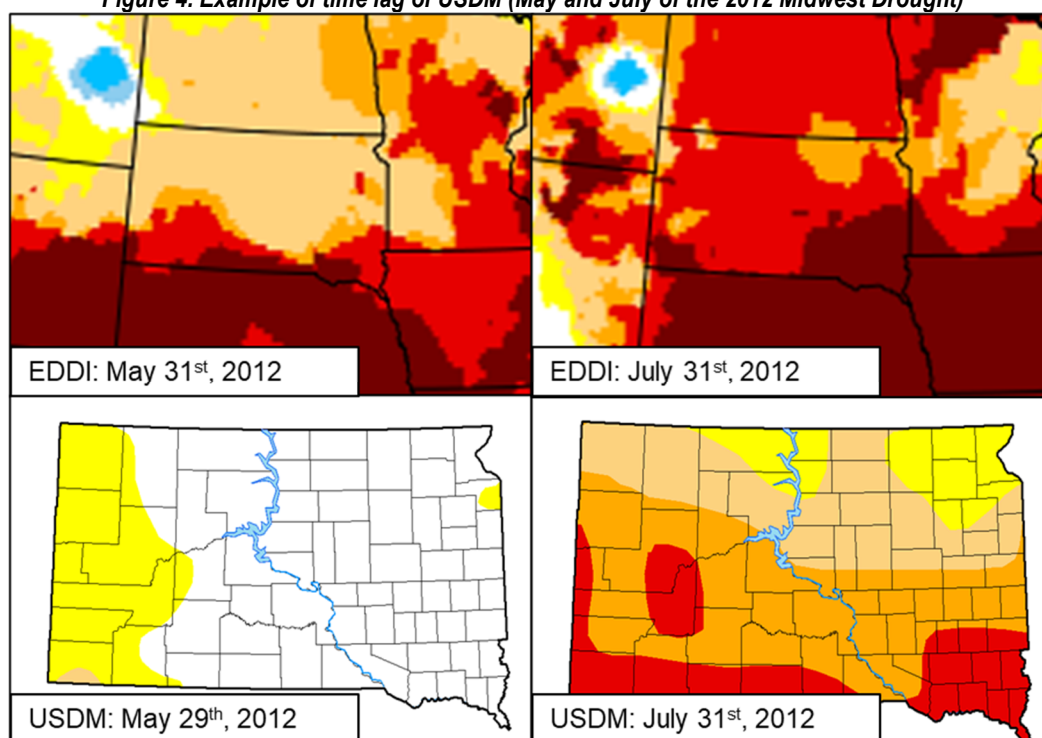 Figure 4. Example of time lag of USDM (May and July of the 2012 Midwest Drought)
EDDI: May 31st, 2012
EDDI: July 31st, 2012
USDM: May 29th, 2012
USDM: July 31st, 2012